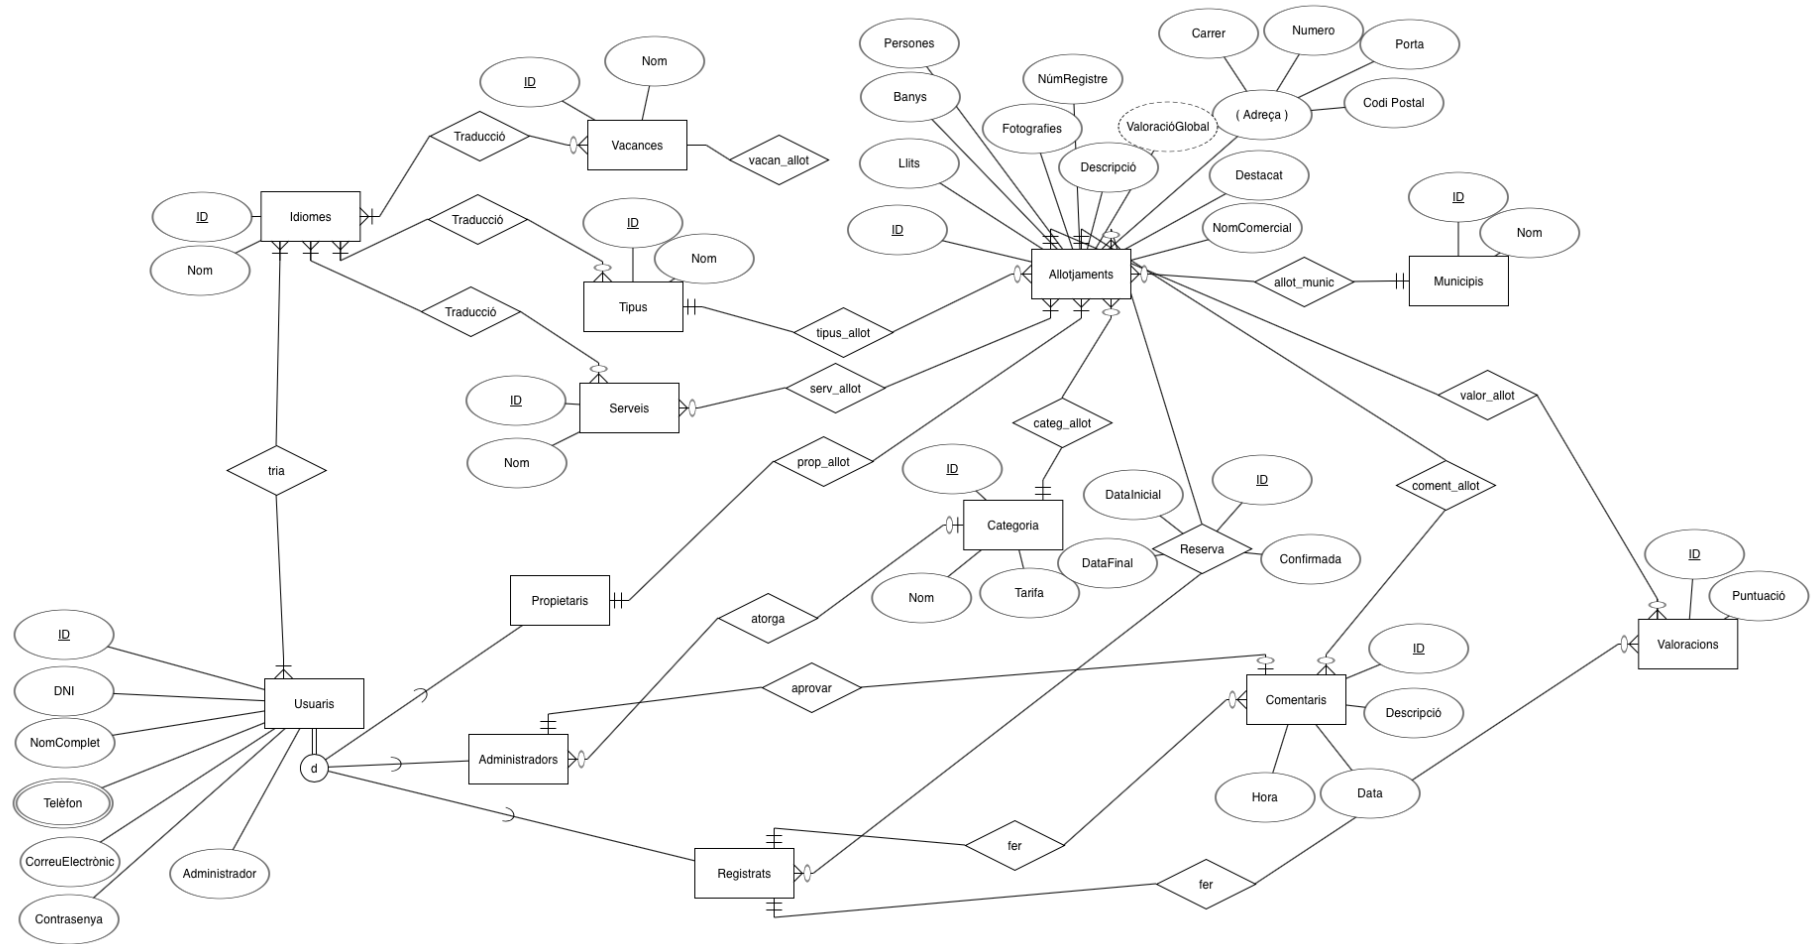 Carrer
Numero
Persones
Porta
Nom
NúmRegistre
ID
Banys
Codi Postal
( Adreça )
Fotografies
ValoracióGlobal
Traducció
Vacances
vacan_allot
Llits
Descripció
Destacat
ID
ID
Idiomes
Traducció
ID
ID
NomComercial
Nom
Nom
Nom
Allotjaments
allot_munic
Municipis
Tipus
Traducció
tipus_allot
serv_allot
valor_allot
ID
Serveis
categ_allot
Nom
prop_allot
tria
ID
ID
coment_allot
DataInicial
Categoria
Reserva
ID
DataFinal
Confirmada
Tarifa
Nom
Propietaris
Puntuació
atorga
ID
Valoracions
ID
DNI
aprovar
Usuaris
Comentaris
Descripció
NomComplet
Administradors
d
Telèfon
Hora
Data
fer
CorreuElectrònic
Administrador
Registrats
fer
Contrasenya